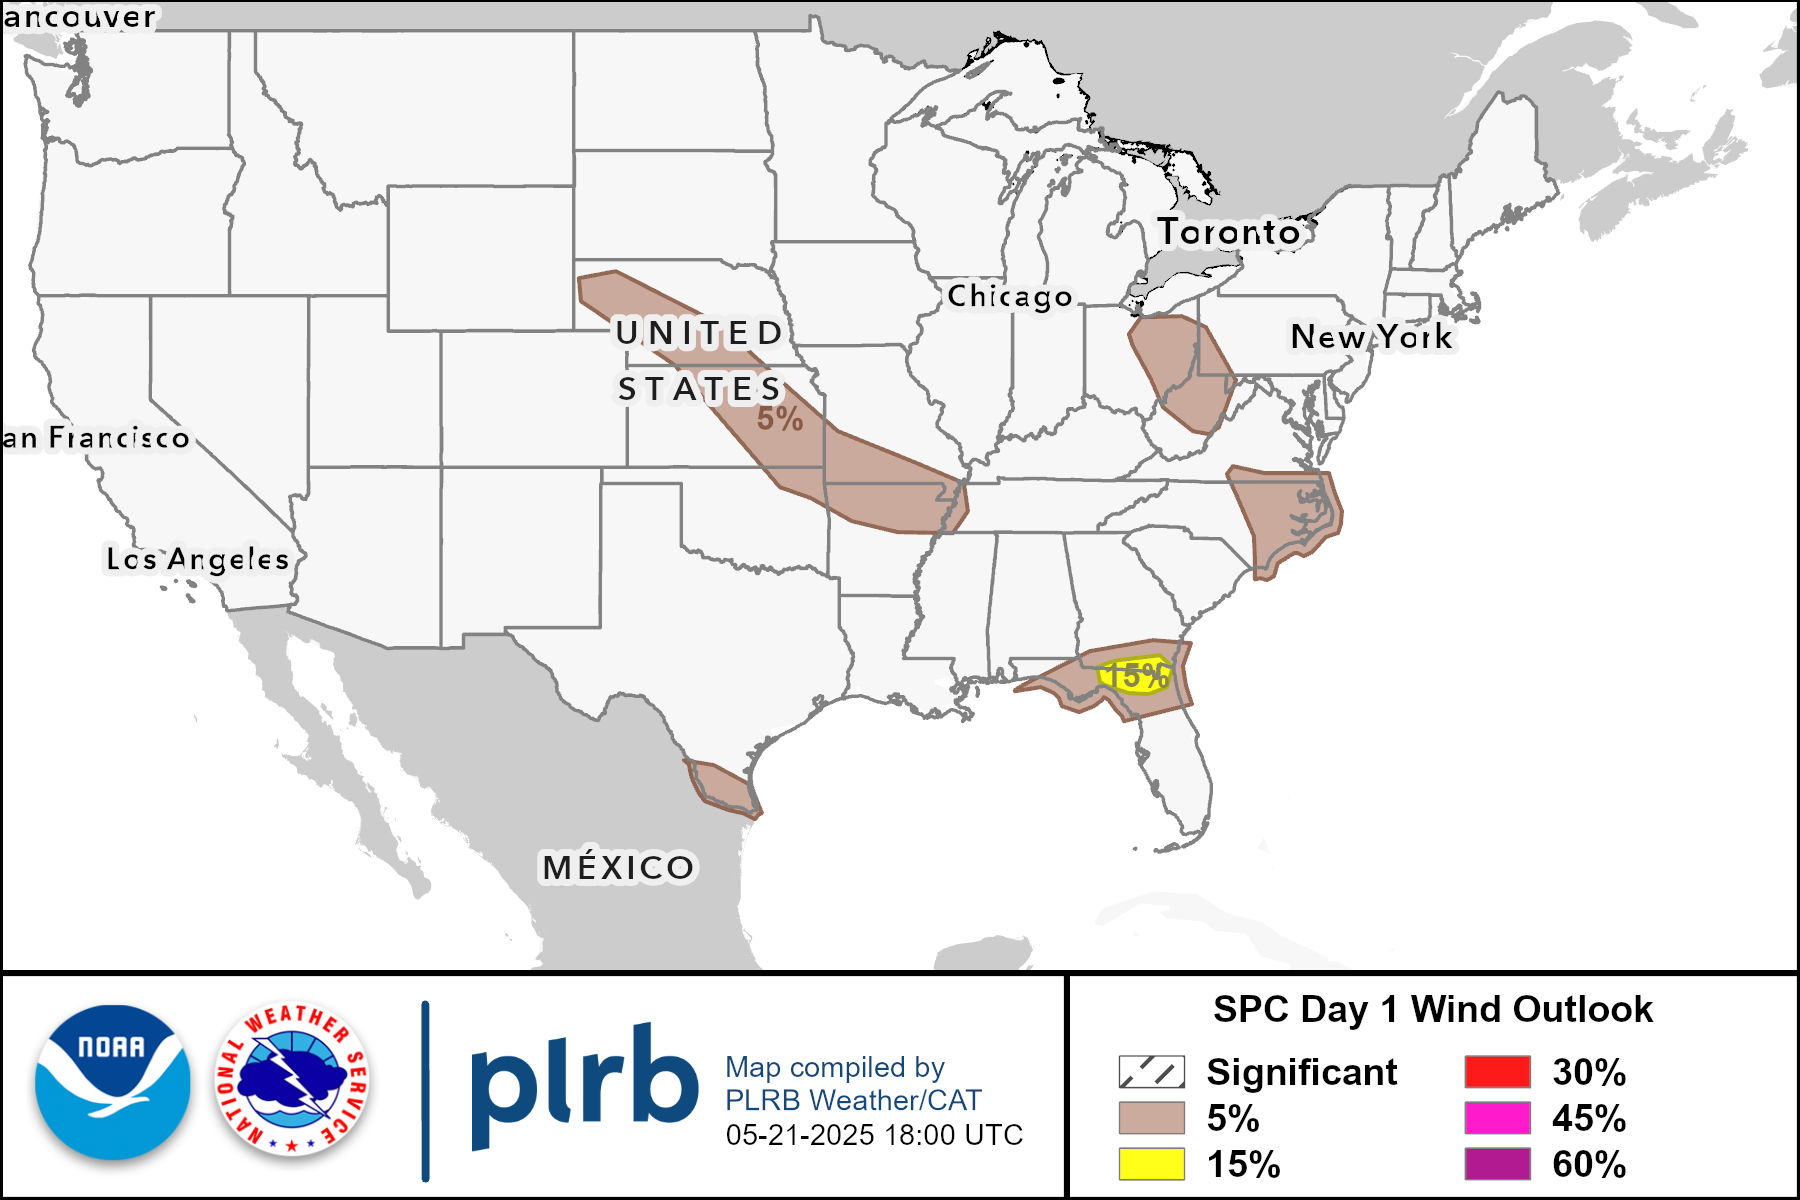 ancouver
Toronto
Chicago
UNITED
New York
STATES
5%
an Francisco
Los Angeles
15%
MÉXICO
NOAA
NATIONAL WEATHER SERVICE
plrb
Map compiled by
PLRB Weather/CAT
05-21-2025 18:00 UTC
SPC Day 1 Wind Outlook
Significant
5%
15%
30%
45%
60%